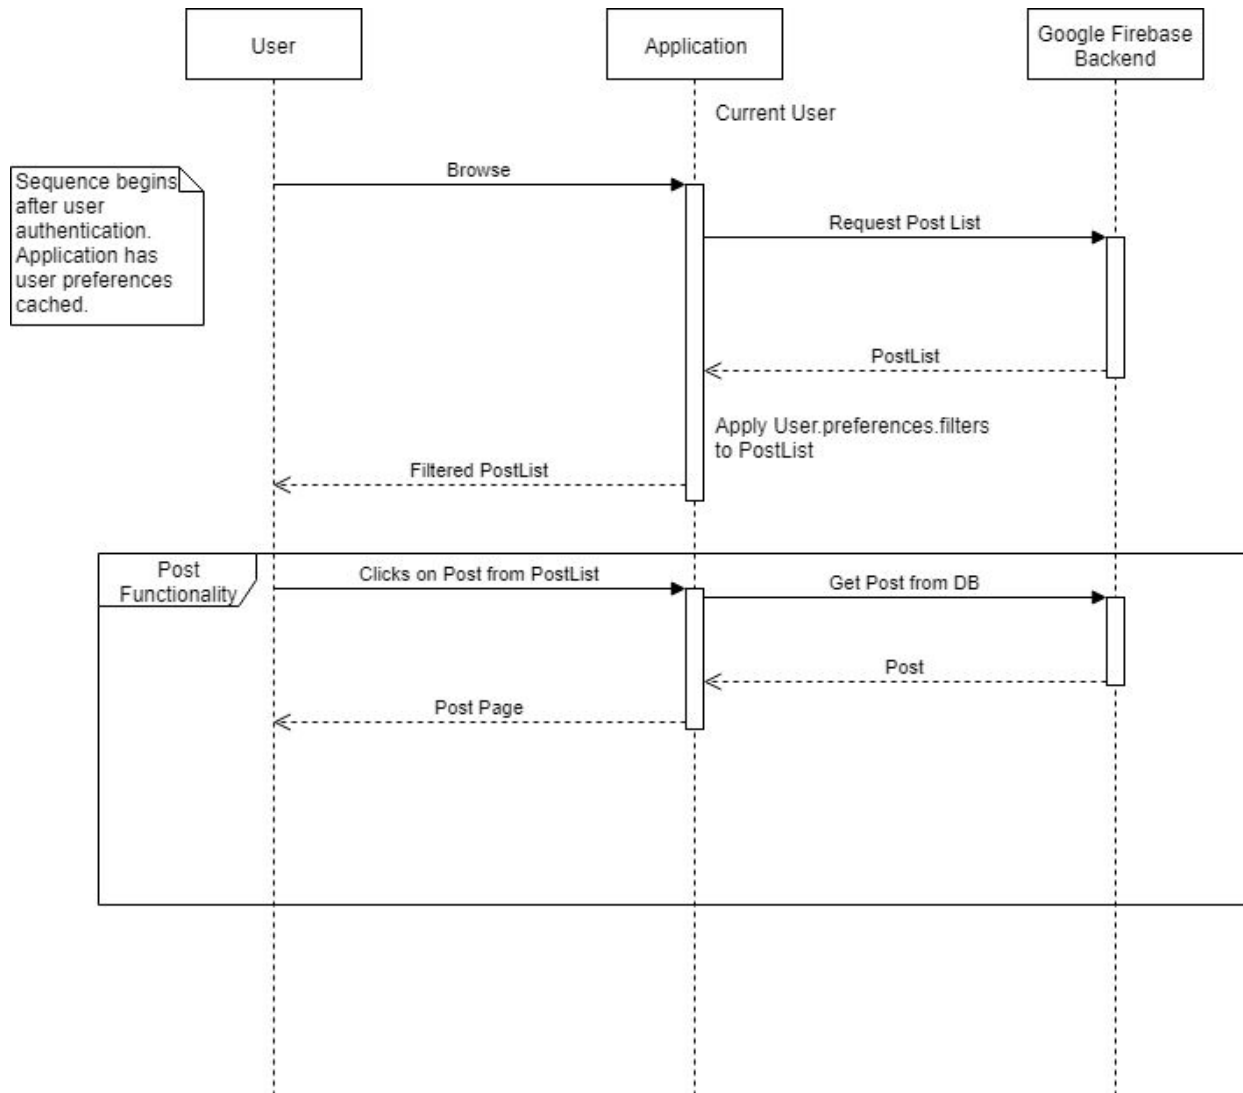 User
Application
Google Firebase
Backend
Current User
Sequence begins
after user
authentication.
Application has
user preferences
cached.
Browse
Request Post List
PostList
Apply User.preferences.filters
to PostList
Filtered PostList
Post
Functionality
Clicks on Post from PostList
Get Post from DB
Post
Post Page